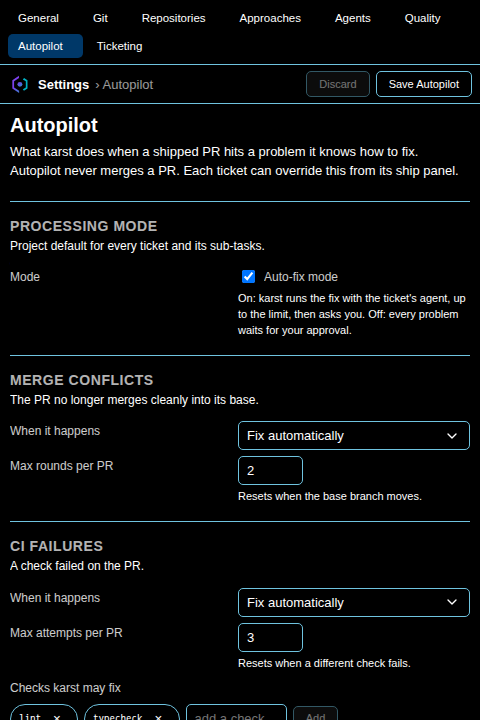 General Git Repositories Approaches Agents Quality
Autopilot Ticketing
Settings › Autopilot Discard Save Autopilot
Autopilot
What karst does when a shipped PR hits a problem it knows how to fix.
Autopilot never merges a PR. Each ticket can override this from its ship panel.
PROCESSING MODE
Project default for every ticket and its sub-tasks.
Mode Auto-fix mode
On: karst runs the fix with the ticket's agent, up
to the limit, then asks you. Off: every problem
waits for your approval.
MERGE CONFLICTS
The PR no longer merges cleanly into its base.
When it happens Fix automatically
Max rounds per PR 2
Resets when the base branch moves.
CI FAILURES
A check failed on the PR.
When it happens Fix automatically
Max attempts per PR 3
Resets when a different check fails.
Checks karst may fix
lint × typecheck × add a check Add